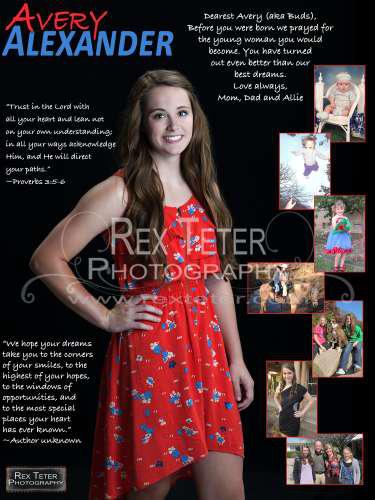 AVERY
ALEXANDER
Dearest Avery (aka Buds),
Before you were born we prayed for
the young woman you would
become. You have turned
out even better than our
best dreams.
Love always,
Mom, Dad and Allie
"Trust in the Lord with
all your heart and lean not
on your own understanding;
in all your ways acknowledge
Him, and He will direct
your paths."
~Proverbs 3:5-6
REX TETER
PHOTOGRAPHY
www.rexteter.com
"We hope your dreams
take you to the corners
of your smiles, to the
highest of your hopes,
to the windows of
opportunities, and
to the most special
places your heart
has ever known."
~Author unknown
REX TETER
PHOTOGRAPHY